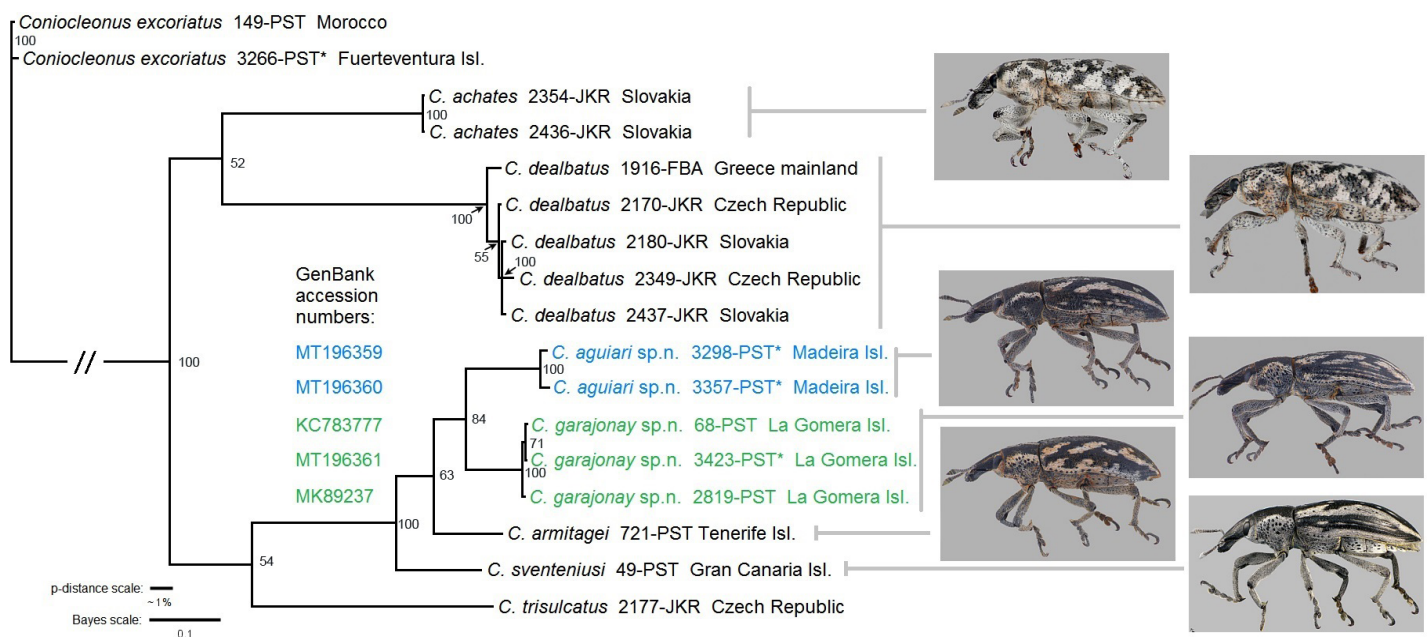 Coniocleonus excoriatus 149-PST Morocco
100
Coniocleonus excoriatus 3266-PST* Fuerteventura Isl.
C. achates 2354-JKR Slovakia
100
C. achates 2436-JKR Slovakia
52
C. dealbatus 1916-FBA Greece mainland
100
C. dealbatus 2170-JKR Czech Republic
C. dealbatus 2180-JKR Slovakia
55
100
C. dealbatus 2349-JKR Czech Republic
C. dealbatus 2437-JKR Slovakia
GenBank
accession
numbers:
100
MT196359 C. aguiari sp.n. 3298-PST* Madeira Isl.
100
MT196360 C. aguiari sp.n. 3357-PST* Madeira Isl.
84
KC783777 C. garajonay sp.n. 68-PST La Gomera Isl.
71
MT196361 C. garajonay sp.n. 3423-PST* La Gomera Isl.
100
63
MK89237 C. garajonay sp.n. 2819-PST La Gomera Isl.
100
C. armitagei 721-PST Tenerife Isl.
54
C. sventeniusi 49-PST Gran Canaria Isl.
C. trisulcatus 2177-JKR Czech Republic
p-distance scale:
~1%
Bayes scale:
0.1